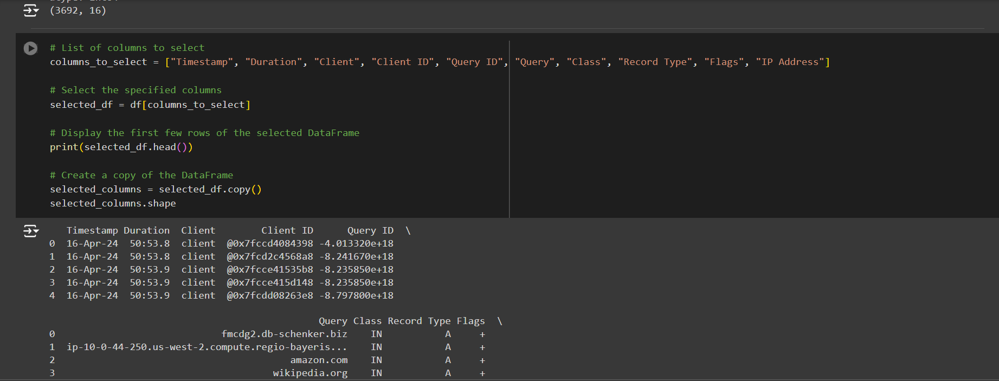 (3692, 16)
# List of columns to select
columns_to_select = ["Timestamp", "Duration", "Client", "Client ID", "Query ID", "Query", "Class", "Record Type", "Flags", "IP Address"]
# Select the specified columns
selected_df = df[columns_to_select]
# Display the first few rows of the selected DataFrame
print(selected_df.head())
# Create a copy of the DataFrame
selected_columns = selected_df.copy()
selected_columns.shape
Timestamp Duration  Client        Client ID      Query ID  \
0  16-Apr-24  50:53.8  client  @0x7fccd4084398 -4.013320e+18
1  16-Apr-24  50:53.8  client  @0x7fcd2c4568a8 -8.241670e+18
2  16-Apr-24  50:53.9  client  @0x7fcce41535b8 -8.235850e+18
3  16-Apr-24  50:53.9  client  @0x7fcce415d148 -8.235850e+18
4  16-Apr-24  50:53.9  client  @0x7fcdd08263e8 -8.797800e+18
Query Class Record Type Flags  \
0  fmcdg2.db-schenker.biz    IN           A     +
1  ip-10-0-44-250.us-west-2.compute.regio-bayeris...    IN           A     +
2  amazon.com    IN           A     +
3  wikipedia.org    IN           A     +